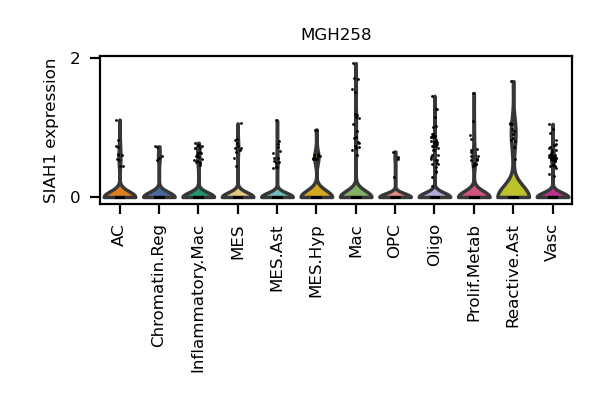 MGH258
SIAH1 expression
2
0
AC
Chromatin.Reg
Inflammatory.Mac
MES
MES.Ast
MES.Hyp
Mac
OPC
Oligo
Prolif.Metab
Reactive.Ast
Vasc